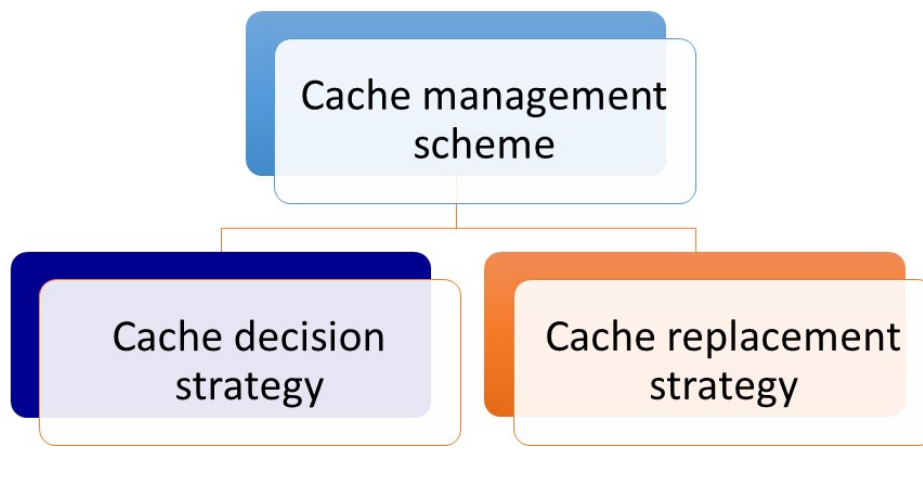 Cache management
scheme
Cache decision
strategy
Cache replacement
strategy